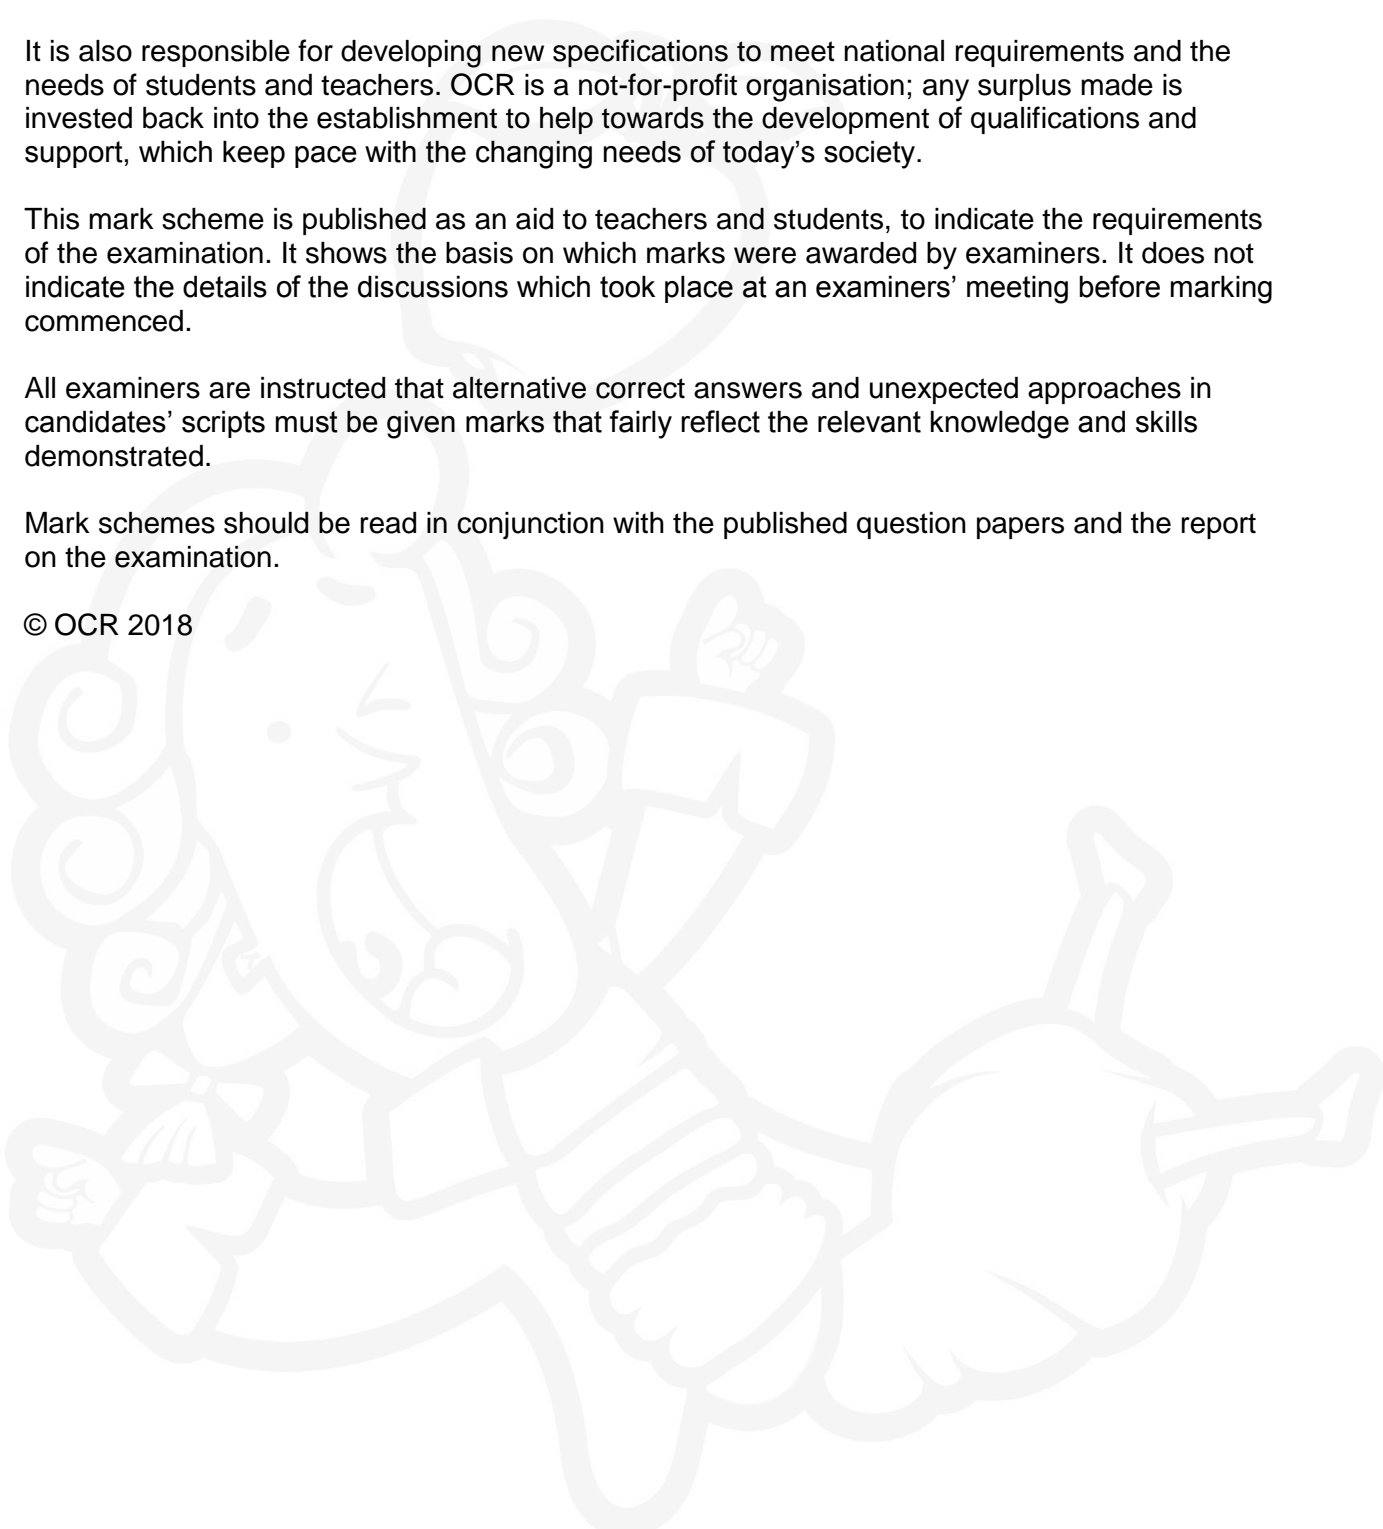 It is also responsible for developing new specifications to meet national requirements and the
needs of students and teachers. OCR is a not-for-profit organisation; any surplus made is
invested back into the establishment to help towards the development of qualifications and
support, which keep pace with the changing needs of today’s society.
This mark scheme is published as an aid to teachers and students, to indicate the requirements
of the examination. It shows the basis on which marks were awarded by examiners. It does not
indicate the details of the discussions which took place at an examiners’ meeting before marking
commenced.
All examiners are instructed that alternative correct answers and unexpected approaches in
candidates’ scripts must be given marks that fairly reflect the relevant knowledge and skills
demonstrated.
Mark schemes should be read in conjunction with the published question papers and the report
on the examination.
© OCR 2018